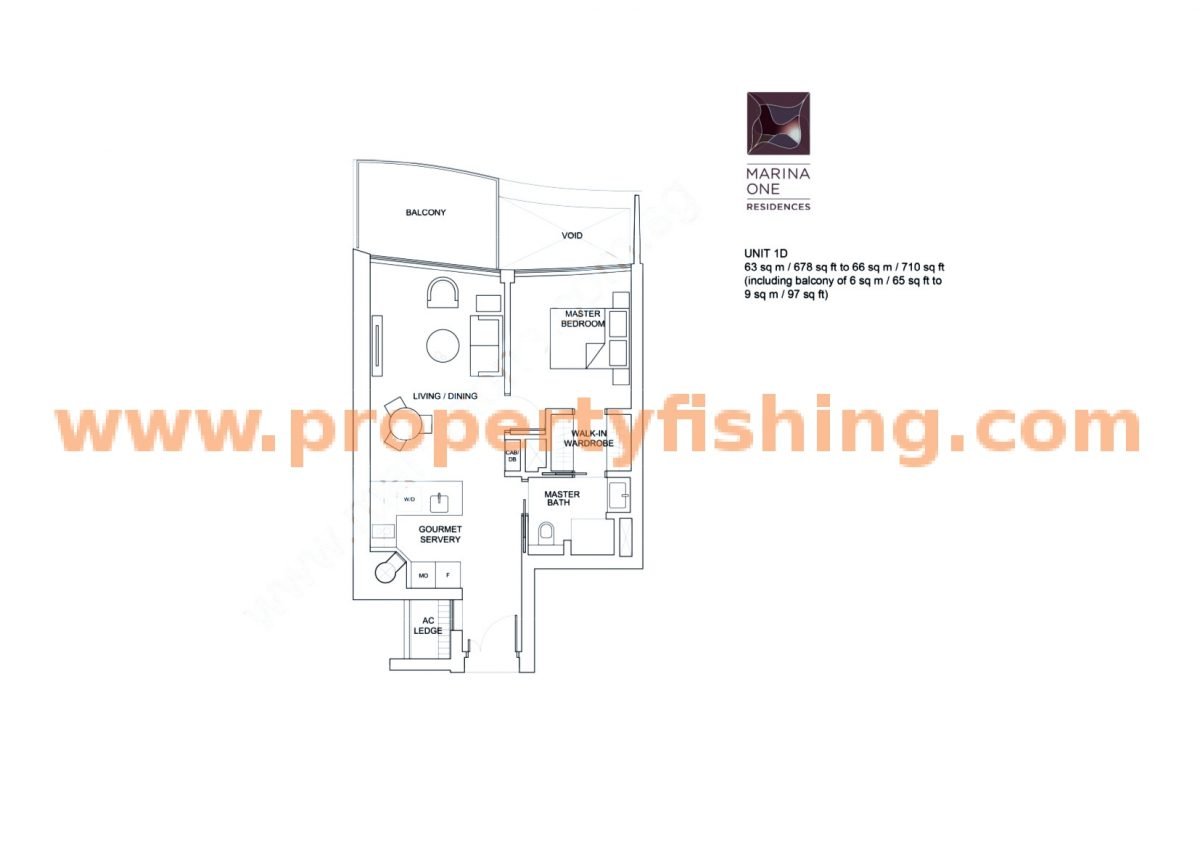 MARINA
ONE
RESIDENCES
UNIT 1D
63 sq m / 678 sq ft to 66 sq m / 710 sq ft
(including balcony of 6 sq m / 65 sq ft to
9 sq m / 97 sq ft)
BALCONY
VOID
MASTER
BEDROOM
LIVING / DINING
www.propertyfishing.com
WALK-IN
WARDROBE
CAB/
DB
MASTER
BATH
W/D
GOURMET
SERVERY
MO
F
AC
LEDGE